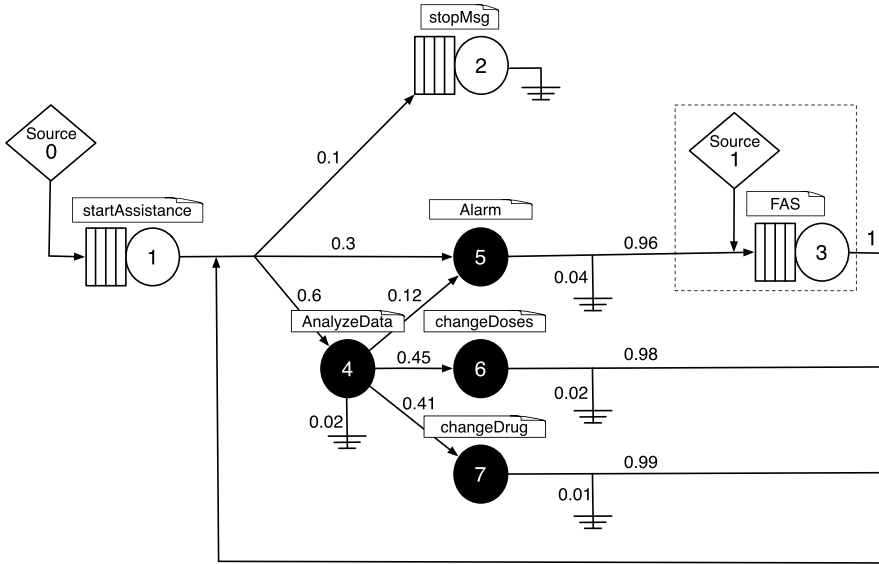 stopMsg
2
Source
0
0.1
Source
1
startAssistance
Alarm
FAS
1
0.3
5
0.96
3
1
0.04
0.6
0.12
AnalyzeData
changeDoses
4
0.45
6
0.98
0.02
0.02
0.41
changeDrug
7
0.99
0.01